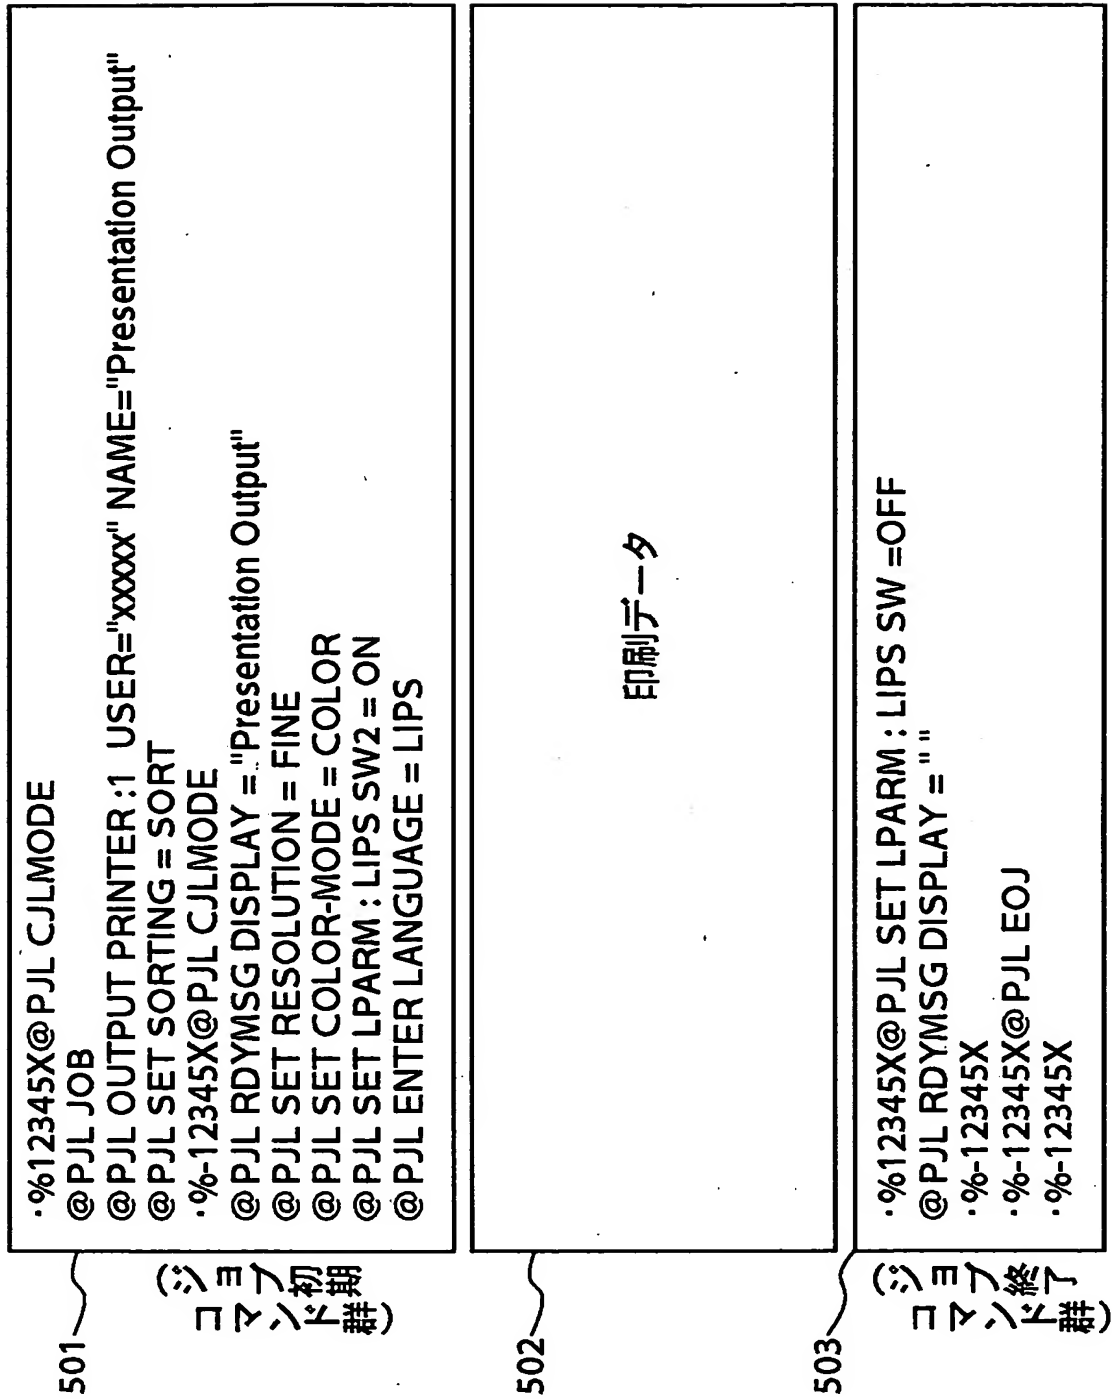 501
(ジョブ初期
コマンド
群)
·%12345X@PJL CJLMODE
@PJL JOB
@PJL OUTPUT PRINTER :1 USER="xxxxx" NAME="Presentation Output"
@PJL SET SORTING = SORT
·%-12345X@PJL CJLMODE
@PJL RDYMSG DISPLAY ="Presentation Output"
@PJL SET RESOLUTION = FINE
@PJL SET COLOR-MODE = COLOR
@PJL SET LPARM : LIPS SW2 = ON
@PJL ENTER LANGUAGE = LIPS
502
印刷データ
503
(ジョブ終了
コマンド
群)
·%12345X@PJL SET LPARM : LIPS SW =OFF
@PJL RDYMSG DISPLAY = " "
·%-12345X
·%-12345X@PJL EOJ
·%-12345X